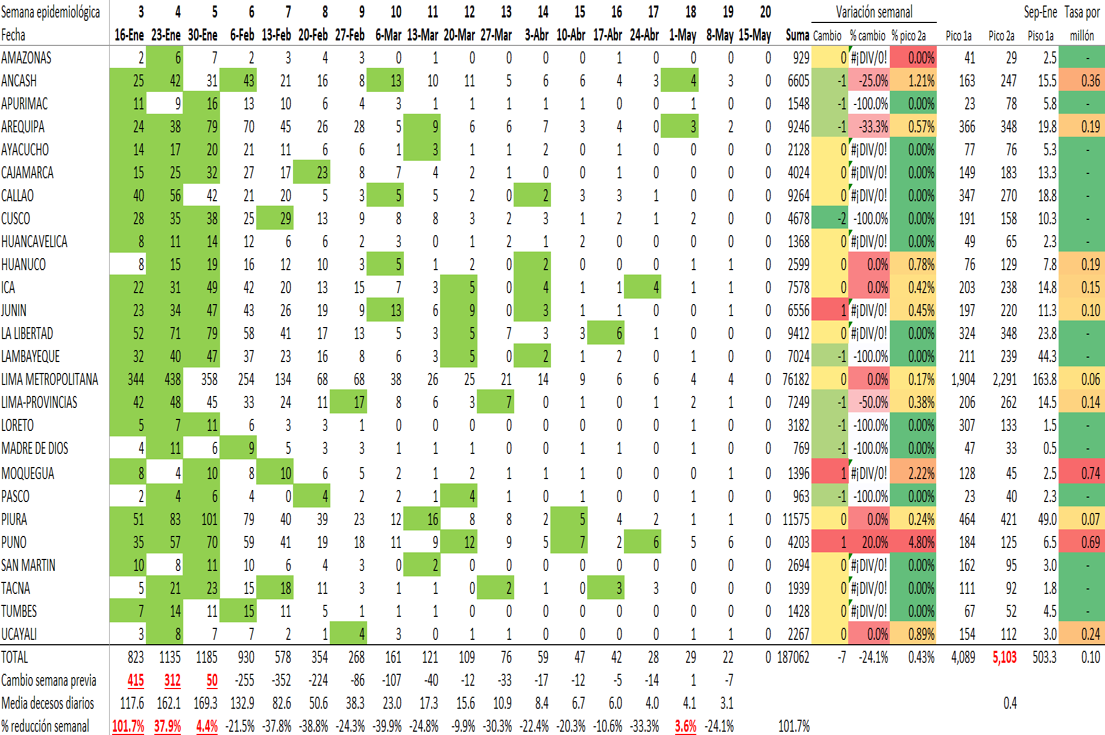 Semana epidemiológica 3 4 5 6 7 8 9 10 11 12 13 14 15 16 17 18 19 20 Variación semanal Sep-Ene Tasa por
Fecha 16-Ene 23-Ene 30-Ene 6-Feb 13-Feb 20-Feb 27-Feb 6-Mar 13-Mar 20-Mar 27-Mar 3-Abr 10-Abr 17-Abr 24-Abr 1-May 8-May 15-May Suma Cambio % cambio % pico 2a Pico 1a Pico 2a Piso 1a millón
AMAZONAS 2 6 7 2 3 4 3 0 1 0 0 0 0 1 0 0 0 0 929 0 #¡DIV/0! 0.00% 41 29 2.5 -
ANCASH 25 42 31 43 21 16 8 13 10 11 5 6 6 4 3 4 3 0 6605 -1 -25.0% 1.21% 163 247 15.5 0.36
APURIMAC 11 9 16 13 10 6 4 3 1 1 1 1 1 0 0 1 0 0 1548 -1 -100.0% 0.00% 23 78 5.8 -
AREQUIPA 24 38 79 70 45 26 28 5 9 6 6 7 3 4 0 3 2 0 9246 -1 -33.3% 0.57% 366 348 19.8 0.19
AYACUCHO 14 17 20 21 11 6 6 1 3 1 1 2 0 1 0 0 0 0 2128 0 #¡DIV/0! 0.00% 77 76 5.3 -
CAJAMARCA 15 25 32 27 17 23 8 7 4 2 1 0 0 1 0 0 0 0 4024 0 #¡DIV/0! 0.00% 149 183 13.3 -
CALLAO 40 56 42 21 20 5 3 5 2 1 0 2 3 3 1 0 0 0 9264 0 #¡DIV/0! 0.00% 347 270 18.8 -
CUSCO 28 35 38 25 29 13 9 8 8 3 2 3 1 2 1 2 0 0 4678 -2 -100.0% 0.00% 191 158 10.3 -
HUANCAVELICA 8 11 14 12 6 6 2 3 0 1 2 1 2 0 0 0 0 0 1368 0 #¡DIV/0! 0.00% 49 65 2.3 -
HUANUCO 8 15 19 16 12 10 3 5 1 2 0 2 0 0 0 1 1 0 2599 0 0.0% 0.78% 76 129 7.8 0.19
ICA 22 31 49 42 20 13 15 7 3 5 0 4 1 1 4 1 1 0 7578 0 0.0% 0.42% 203 238 14.8 0.15
JUNIN 23 34 47 43 26 19 9 13 6 9 0 3 1 1 0 0 1 0 6556 1 #¡DIV/0! 0.45% 197 220 11.3 0.10
LA LIBERTAD 52 71 79 58 41 17 13 5 3 5 7 3 3 6 1 0 0 0 9412 0 #¡DIV/0! 0.00% 324 348 23.8 -
LAMBAYEQUE 32 40 47 37 23 16 8 6 3 5 0 2 1 2 0 1 0 0 7024 -1 -100.0% 0.00% 211 239 44.3 -
LIMA METROPOLITANA 344 438 358 254 134 68 68 38 26 25 21 14 9 6 6 4 4 0 76182 0 0.0% 0.17% 1,904 2,291 163.8 0.06
LIMA-PROVINCIAS 42 48 45 33 24 11 17 8 6 3 7 0 1 0 1 2 1 0 7249 -1 -50.0% 0.38% 206 262 14.5 0.14
LORETO 5 7 11 6 3 3 1 0 0 0 0 0 0 0 0 1 0 0 3182 -1 -100.0% 0.00% 307 133 1.5 -
MADRE DE DIOS 4 11 6 9 5 3 3 1 1 1 0 0 1 1 0 1 0 0 769 -1 -100.0% 0.00% 47 33 0.5 -
MOQUEGUA 8 4 10 8 10 6 5 2 1 2 1 1 1 0 0 0 1 0 1396 1 #¡DIV/0! 2.22% 128 45 2.3 0.74
PASCO 2 4 6 4 0 4 2 2 1 4 1 0 1 0 0 1 0 0 963 -1 -100.0% 0.00% 23 40 2.3 -
PIURA 51 83 101 79 40 39 23 12 16 8 8 2 5 4 2 1 1 0 11575 0 0.0% 0.24% 464 421 49.0 0.07
PUNO 35 57 70 59 41 19 18 11 9 12 9 5 7 2 6 5 6 0 4203 1 20.0% 4.80% 184 125 6.5 0.69
SAN MARTIN 10 8 11 10 6 4 3 0 2 0 0 0 0 0 0 0 0 0 2694 0 #¡DIV/0! 0.00% 162 95 3.0 -
TACNA 5 21 23 15 18 11 3 1 1 0 2 1 0 3 3 0 0 0 1939 0 #¡DIV/0! 0.00% 111 92 1.8 -
TUMBES 7 14 11 15 11 5 1 1 1 0 0 0 0 0 0 0 0 0 1428 0 #¡DIV/0! 0.00% 67 52 4.5 -
UCAYALI 3 8 7 7 2 1 4 3 0 1 1 0 0 0 0 1 1 0 2267 0 0.0% 0.89% 154 112 3.0 0.24
TOTAL 823 1135 1185 930 578 354 268 161 121 109 76 59 47 42 28 29 22 0 187062 -7 -24.1% 0.43% 4,089 5,103 503.3 0.10
Cambio semana previa 415 312 50 -255 -352 -224 -86 -107 -40 -12 -33 -17 -12 -5 -14 1 -7
Media decesos diarios 117.6 162.1 169.3 132.9 82.6 50.6 38.3 23.0 17.3 15.6 10.9 8.4 6.7 6.0 4.0 4.1 3.1 0.4
% reducción semanal 101.7% 37.9% 4.4% -21.5% -37.8% -38.8% -24.3% -39.9% -24.8% -9.9% -30.3% -22.4% -20.3% -10.6% -33.3% 3.6% -24.1% 101.7%